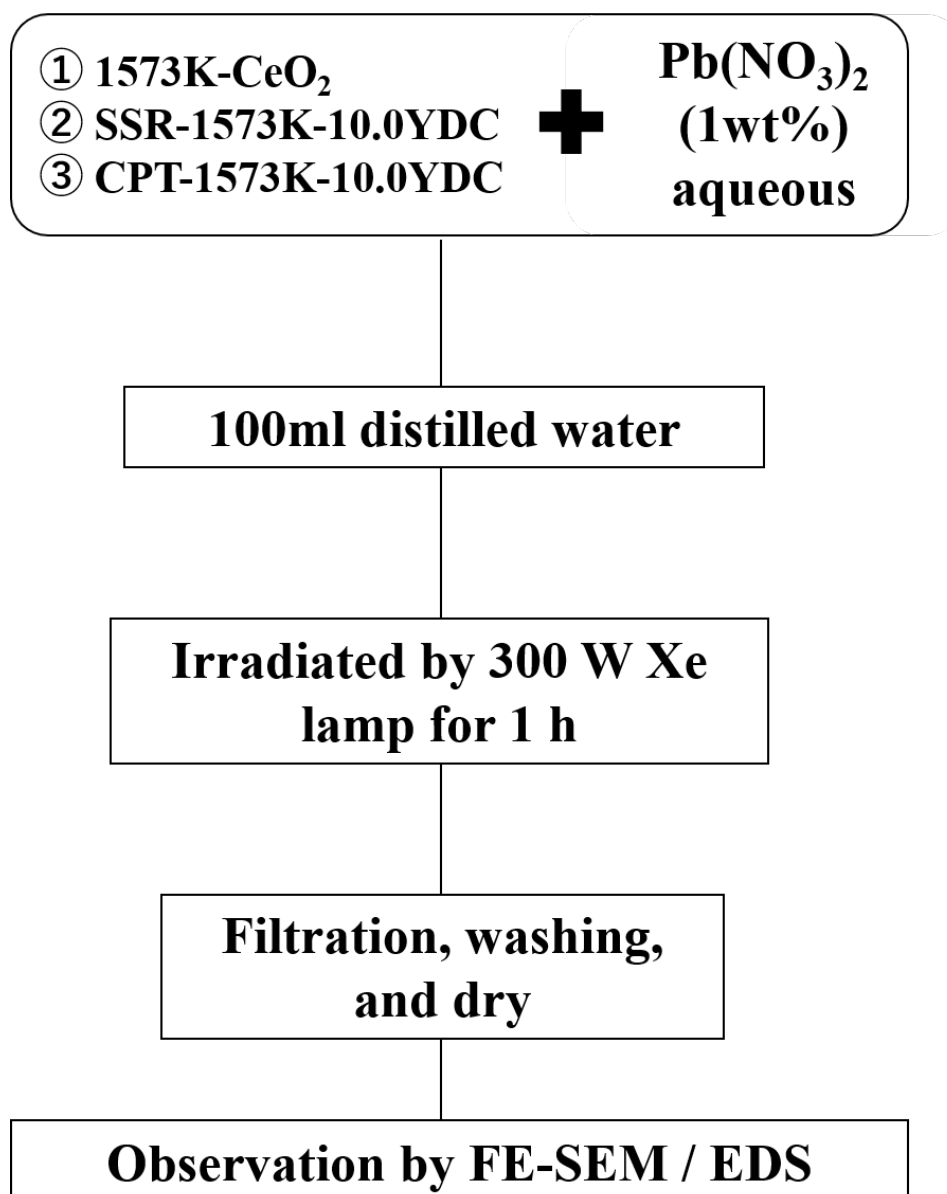 ① 1573K-CeO₂
② SSR-1573K-10.0YDC
③ CPT-1573K-10.0YDC
Pb(NO₃)₂
(1wt%)
aqueous
100ml distilled water
Irradiated by 300 W Xe
lamp for 1 h
Filtration, washing,
and dry
Observation by FE-SEM / EDS